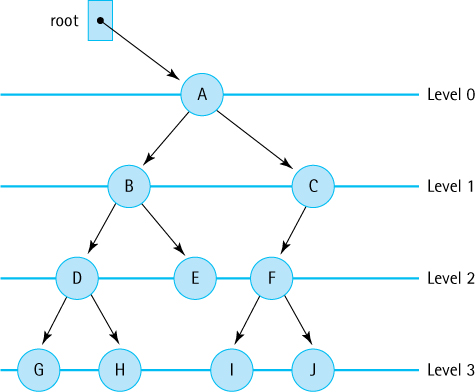 root
A Level 0
B C Level 1
D E F Level 2
G H I J Level 3